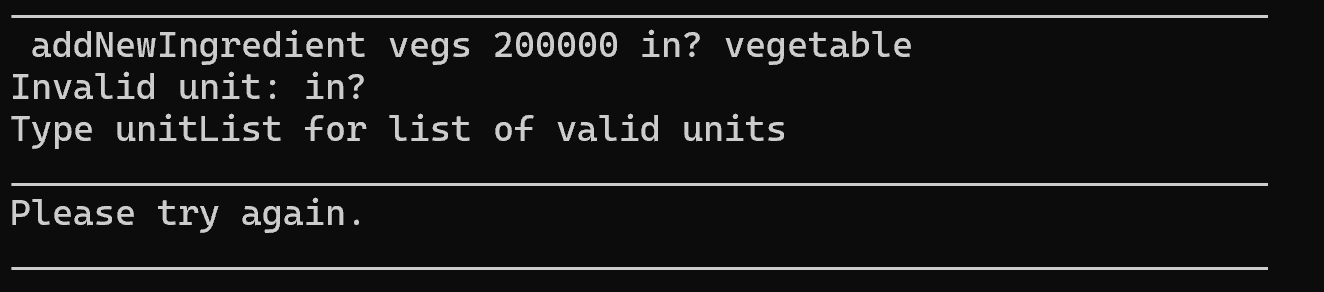 addNewIngredient vegs 200000 in? vegetable
Invalid unit: in?
Type unitList for list of valid units
Please try again.